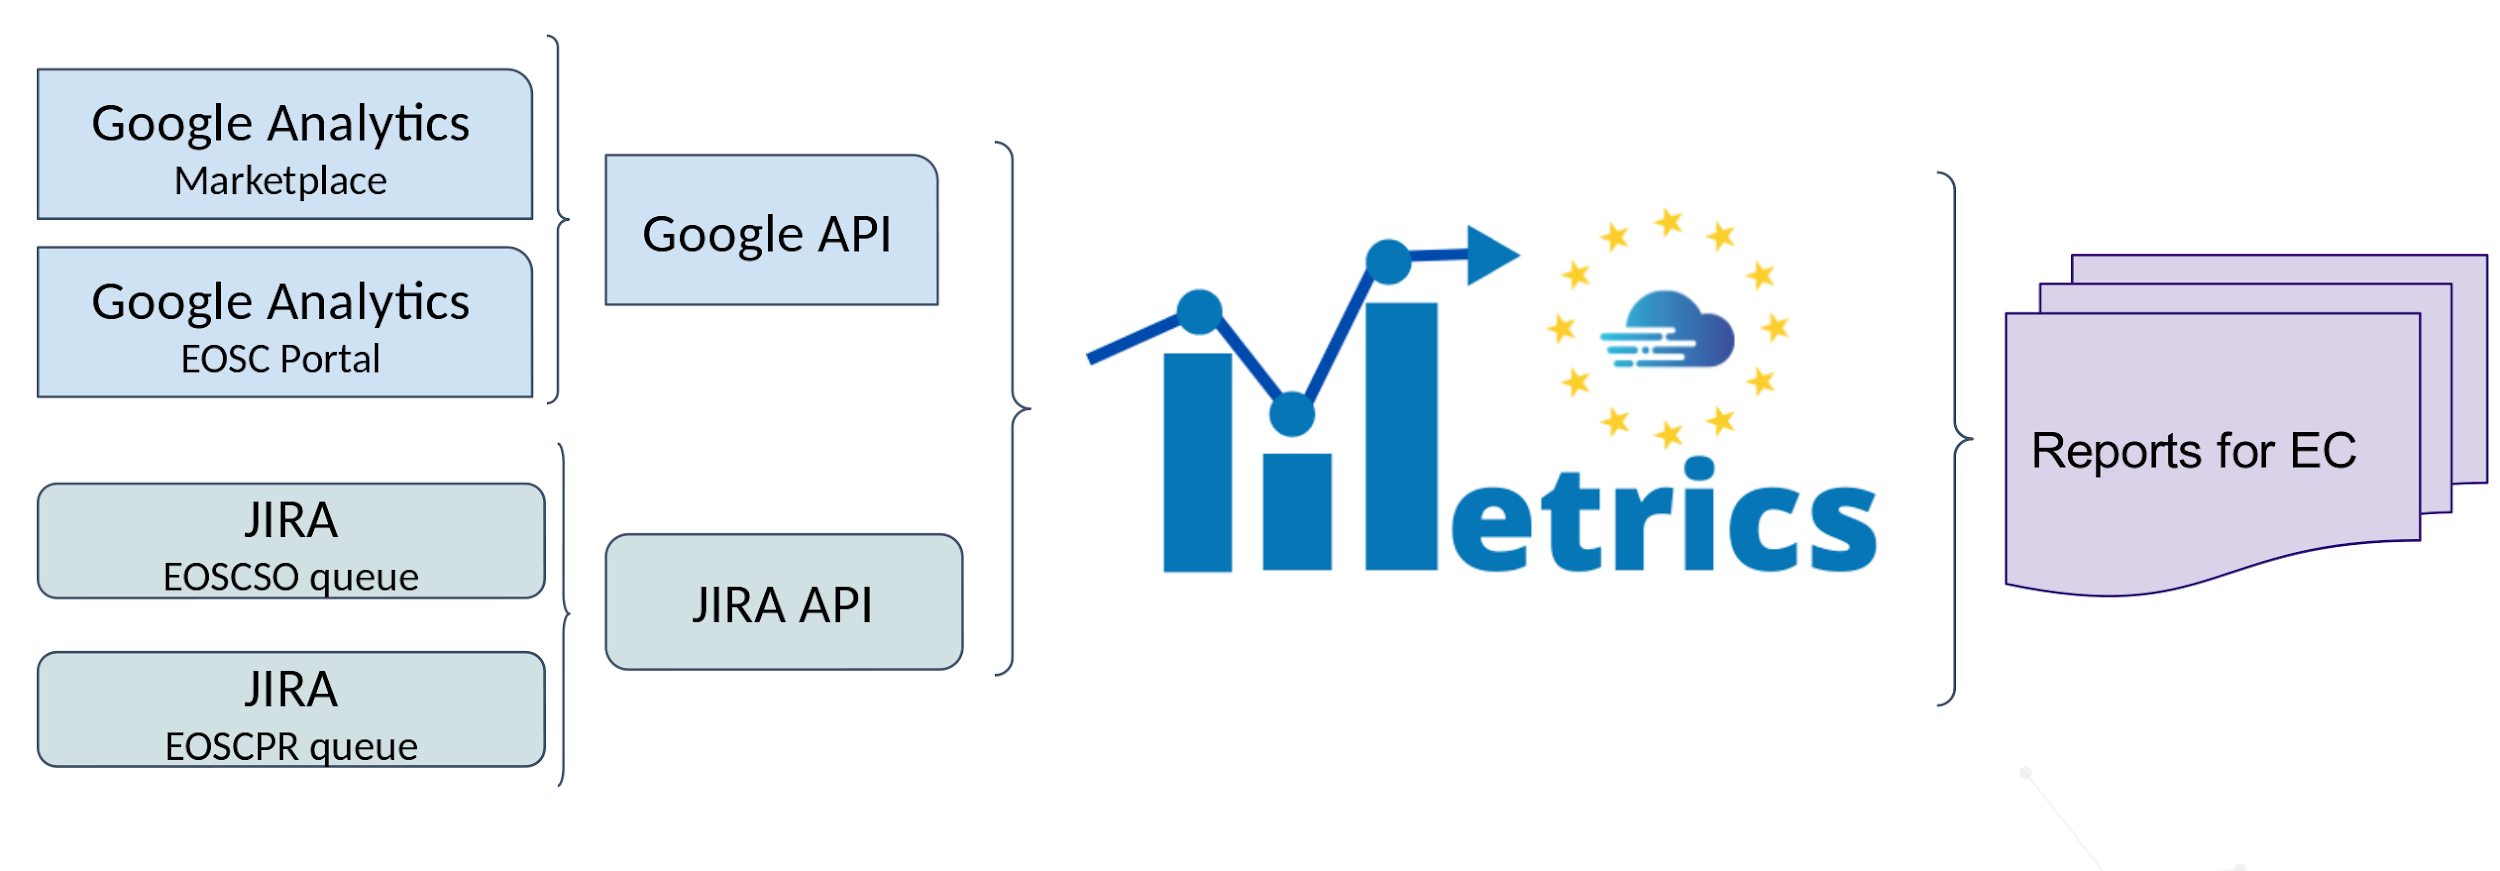 Google Analytics
Marketplace
Google Analytics
EOSC Portal
JIRA
EOSCSO queue
JIRA
EOSCPR queue
Google API
JIRA API
etrics
Reports for EC